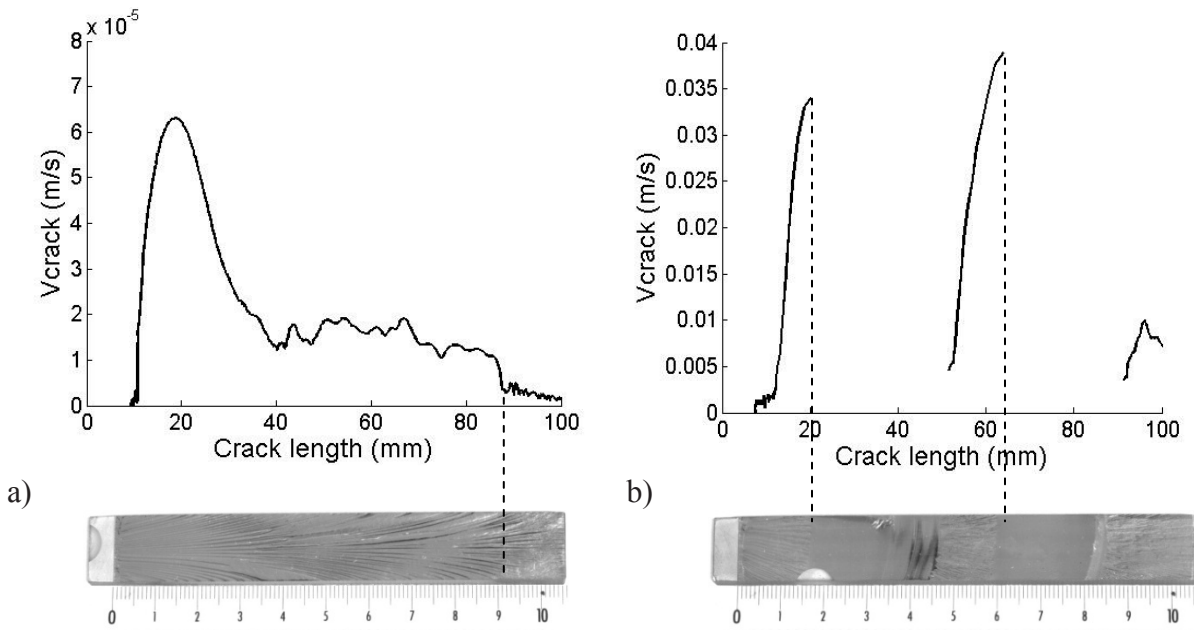 x 10⁻⁵
8
7
6
5
4
3
2
1
0
Vcrack (m/s)
0 20 40 60 80 100
Crack length (mm)
a)
0 1 2 3 4 5 6 7 8 9 10
0.04
0.035
0.03
0.025
0.02
0.015
0.01
0.005
0
Vcrack (m/s)
0 20 40 60 80 100
Crack length (mm)
b)
0 1 2 3 4 5 6 7 8 9 10